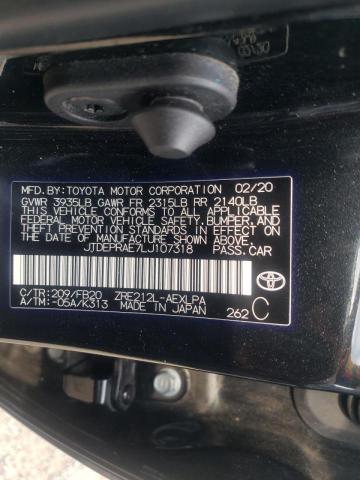 MFD.BY:TOYOTA MOTOR CORPORATION 02/20
GVWR 3935LB GAWR FR 2315LB RR 2140LB
THIS VEHICLE CONFORMS TO ALL APPLICABLE
FEDERAL MOTOR VEHICLE SAFETY,BUMPER,AND
THEFT PREVENTION STANDARDS IN EFFECT ON
THE DATE OF MANUFACTURE SHOWN ABOVE.
JTDEPRAE7LJ107318 PASS.CAR
C/TR:209/FB20 ZRE212L-AEXLPA
A/TM:-05A/K313 MADE IN JAPAN 262 C